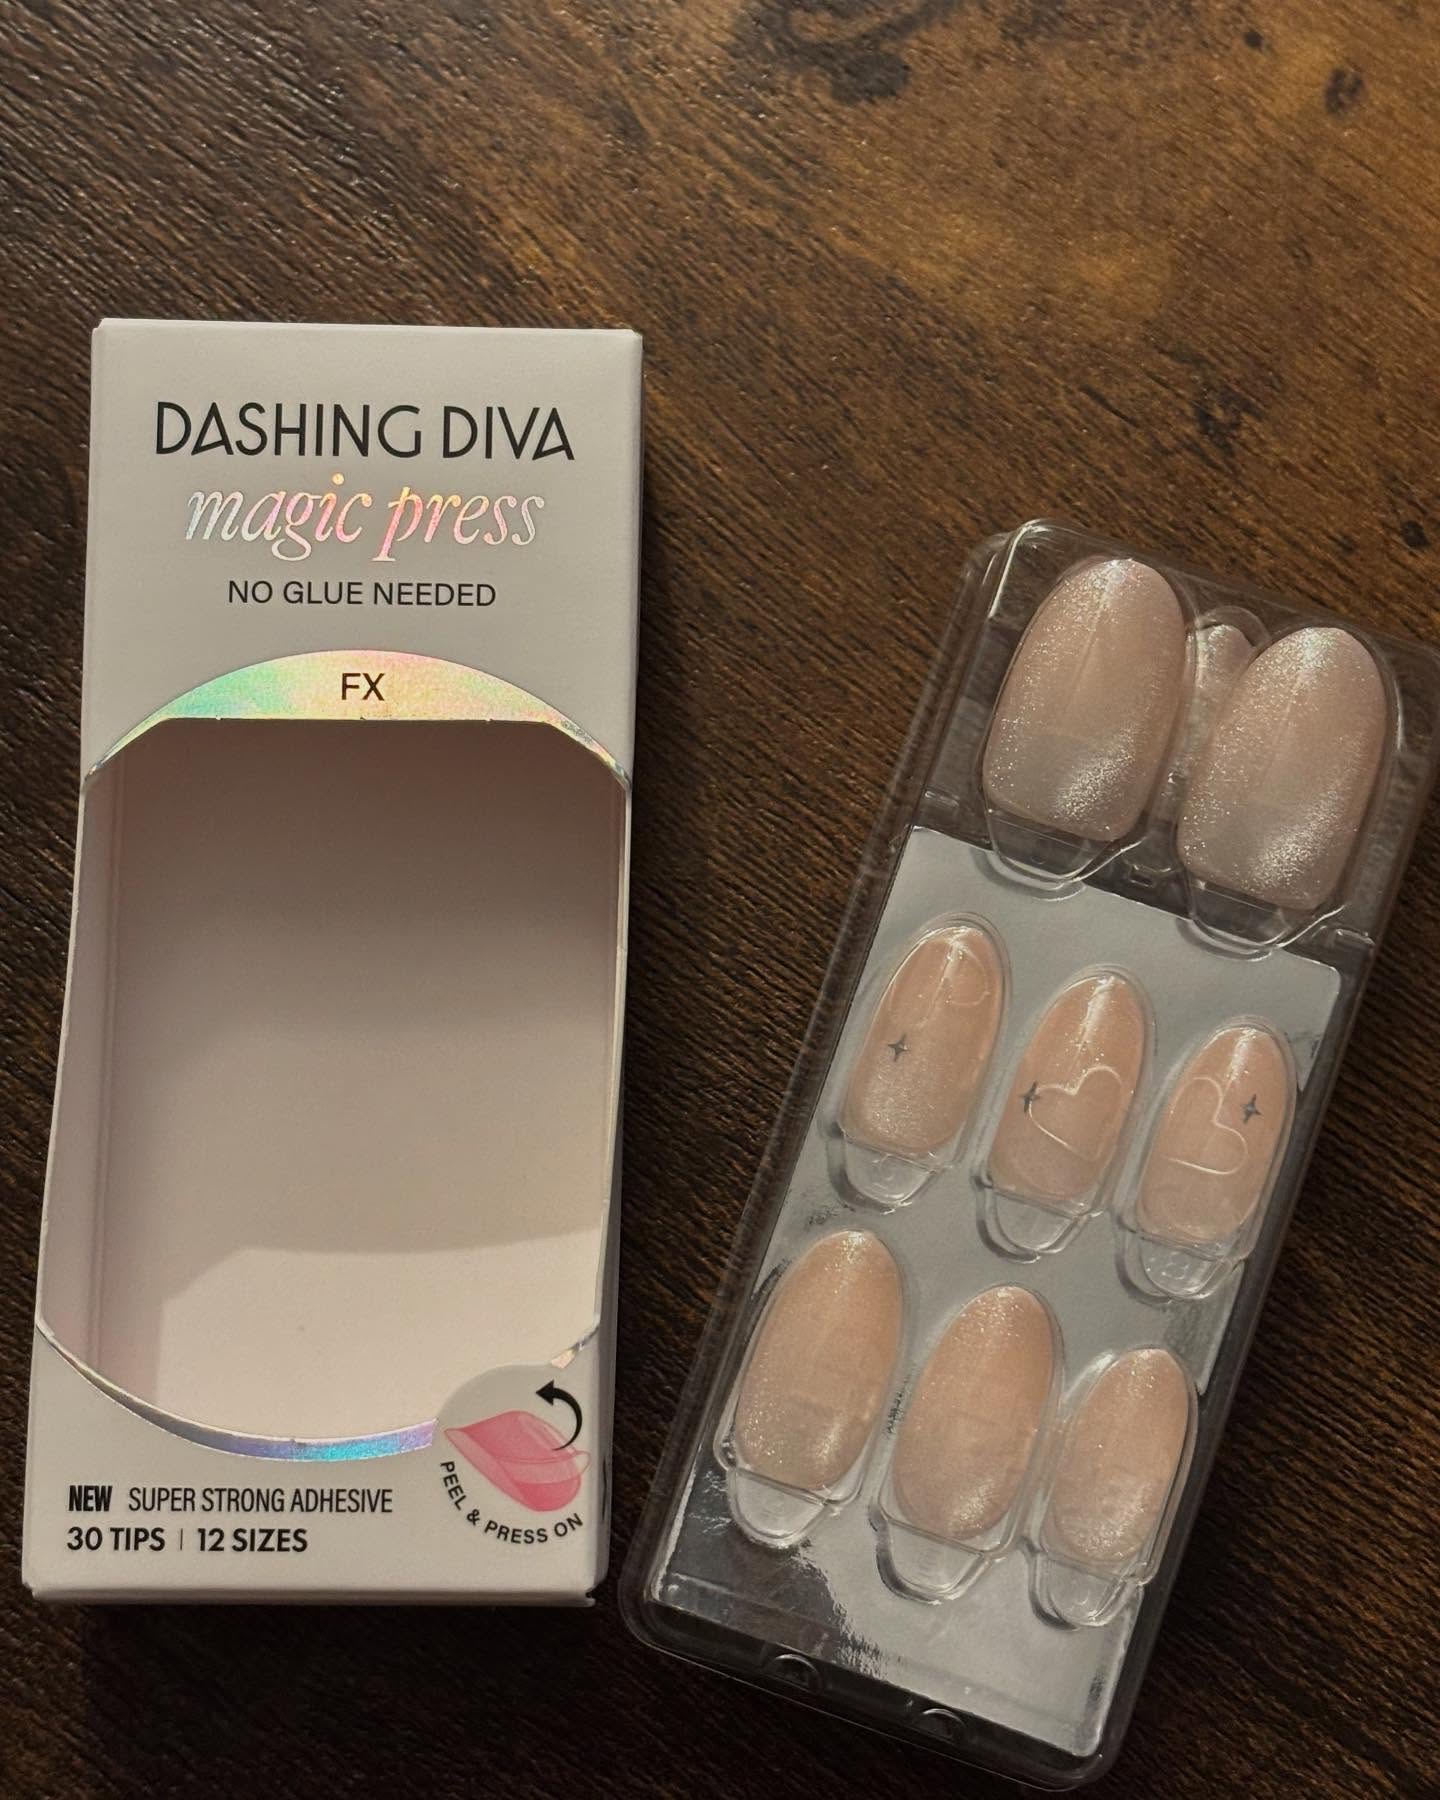 DASHING DIVA
magic press
NO GLUE NEEDED
FX
PEEL & PRESS ON
NEW SUPER STRONG ADHESIVE
30 TIPS | 12 SIZES